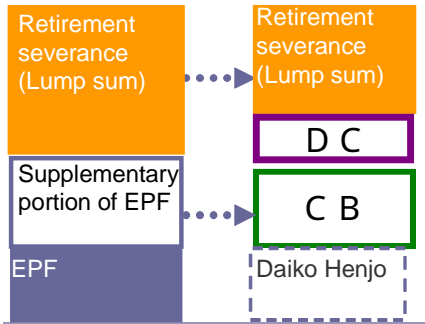 Retirement
severance
(Lump sum)
Supplementary
portion of EPF
EPF
Retirement
severance
(Lump sum)
D C
C B
Daiko Henjo